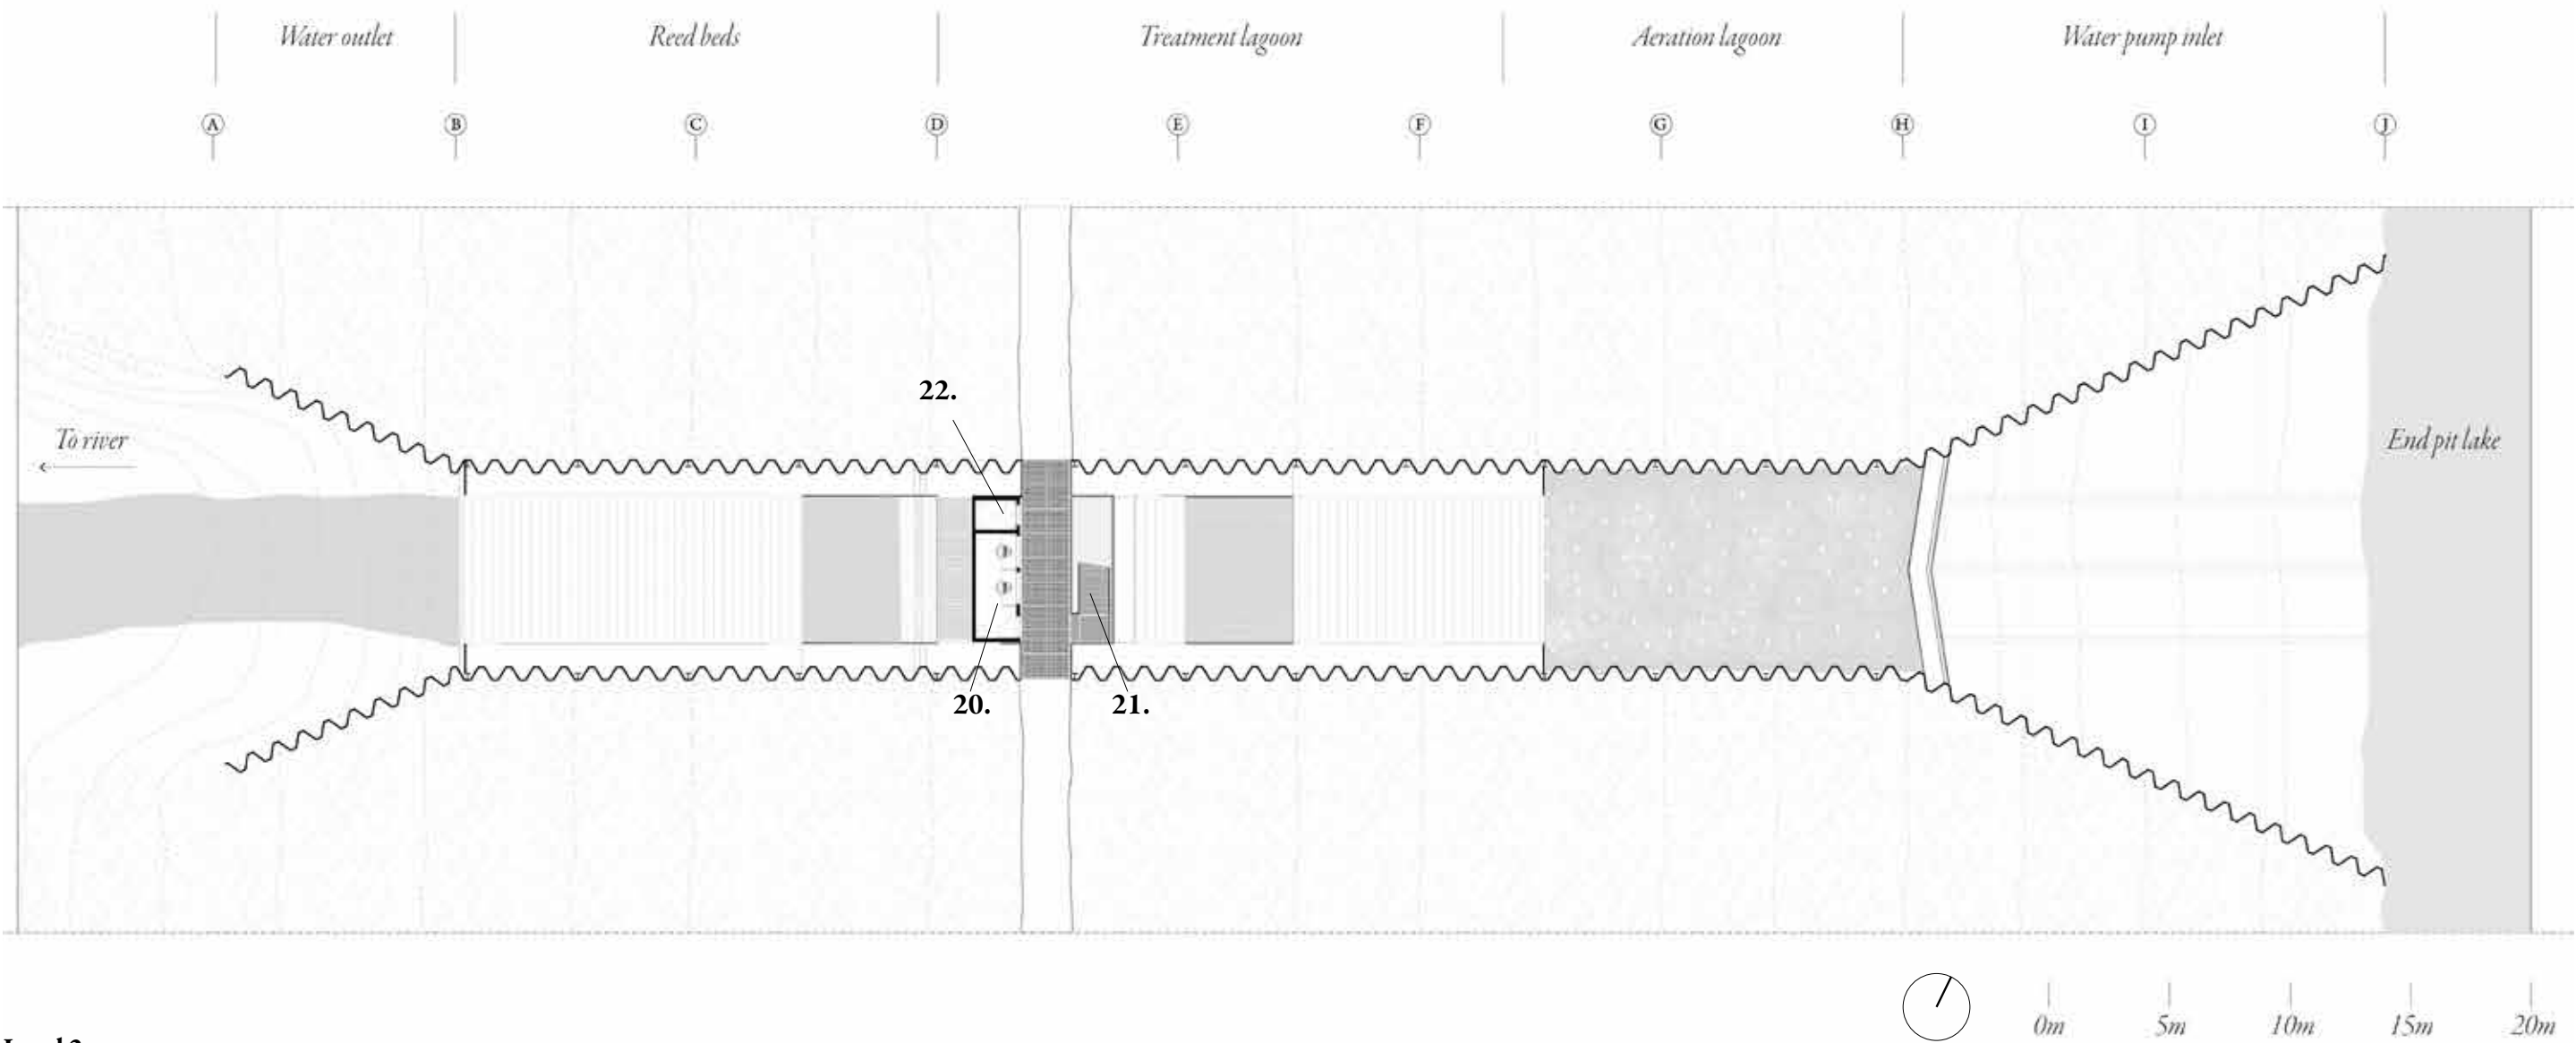 Water outlet Reed beds Treatment lagoon Aeration lagoon Water pump inlet
A B C D E F G H I J
22.
To river
End pit lake
20. 21.
0m 5m 10m 15m 20m